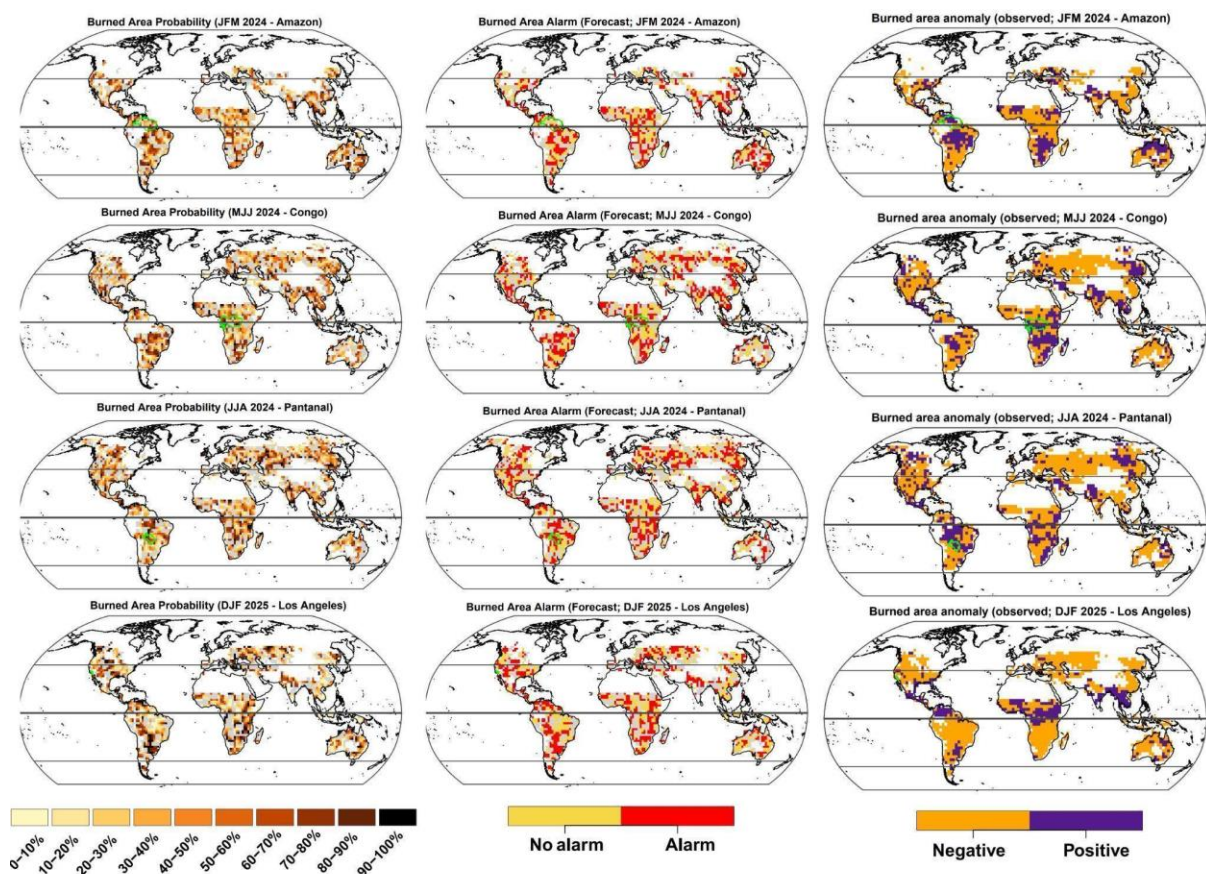 Burned Area Probability (JFM 2024 - Amazon)
Burned Area Alarm (Forecast; JFM 2024 - Amazon)
Burned area anomaly (observed; JFM 2024 - Amazon)
Burned Area Probability (MJJ 2024 - Congo)
Burned Area Alarm (Forecast; MJJ 2024 - Congo)
Burned area anomaly (observed; MJJ 2024 - Congo)
Burned Area Probability (JJA 2024 - Pantanal)
Burned Area Alarm (Forecast; JJA 2024 - Pantanal)
Burned area anomaly (observed; JJA 2024 - Pantanal)
Burned Area Probability (DJF 2025 - Los Angeles)
Burned Area Alarm (Forecast; DJF 2025 - Los Angeles)
Burned area anomaly (observed; DJF 2025 - Los Angeles)
0~10%
10~20%
20~30%
30~40%
40~50%
50~60%
60~70%
70~80%
80~90%
90~100%
No alarm
Alarm
Negative
Positive